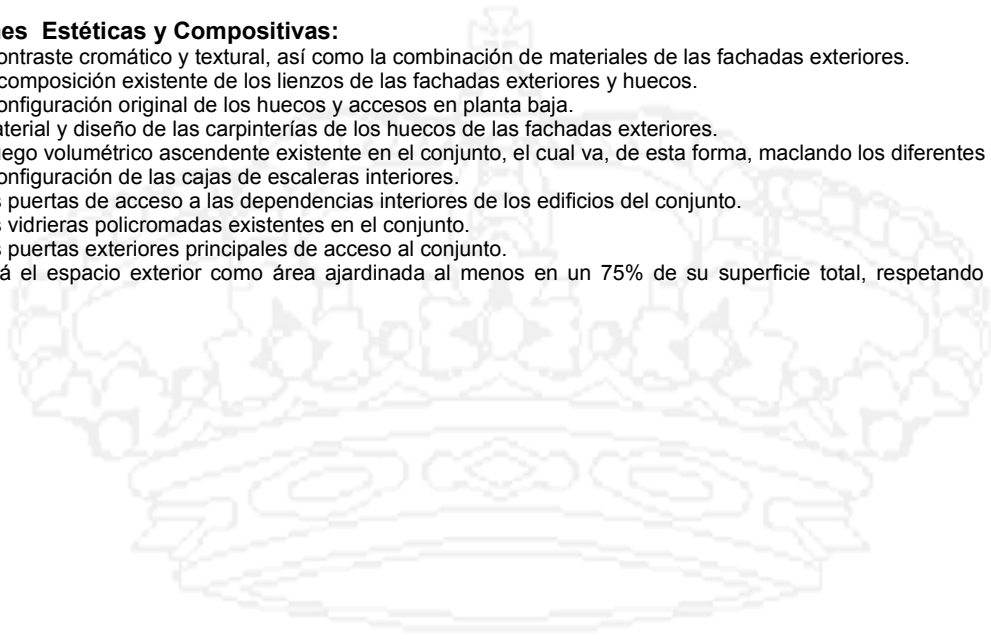 nes Estéticas y Compositivas:
ontraste cromático y textural, así como la combinación de materiales de las fachadas exteriores.
composición existente de los lienzos de las fachadas exteriores y huecos.
onfiguración original de los huecos y accesos en planta baja.
aterial y diseño de las carpinterías de los huecos de las fachadas exteriores.
uego volumétrico ascendente existente en el conjunto, el cual va, de esta forma, maclando los diferentes
onfiguración de las cajas de escaleras interiores.
s puertas de acceso a las dependencias interiores de los edificios del conjunto.
s vidrieras policromadas existentes en el conjunto.
s puertas exteriores principales de acceso al conjunto.
á el espacio exterior como área ajardinada al menos en un 75% de su superficie total, respetando